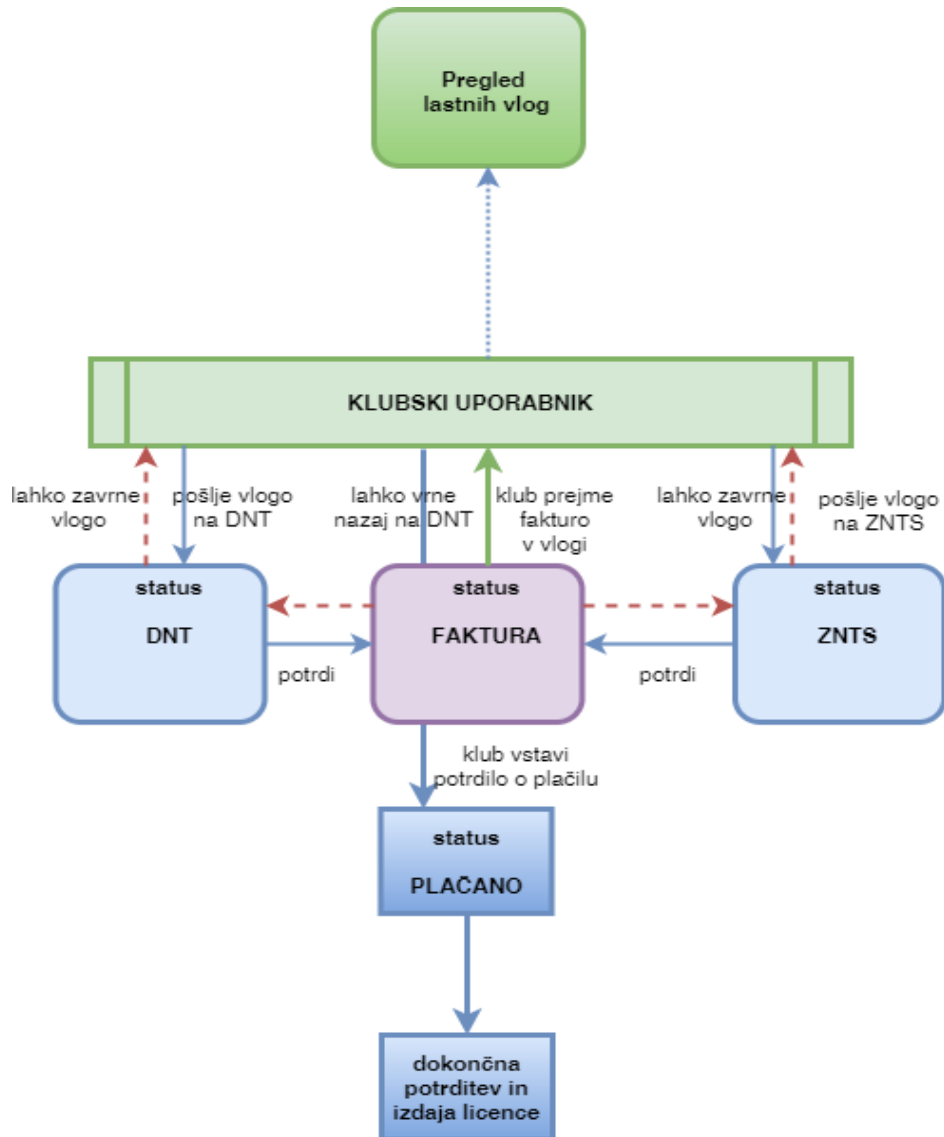 Pregled
lastnih vlog
KLUBSKI UPORABNIK
lahko zavrne
vlogo
pošlje vlogo
na DNT
lahko vrne
nazaj na DNT
klub prejme
fakturo
v vlogi
lahko zavrne
vlogo
pošlje vlogo
na ZNTS
status
DNT
status
FAKTURA
status
ZNTS
potrdi
potrdi
klub vstavi
potrdilo o plačilu
status
PLAČANO
dokončna
potrditev in
izdaja licence